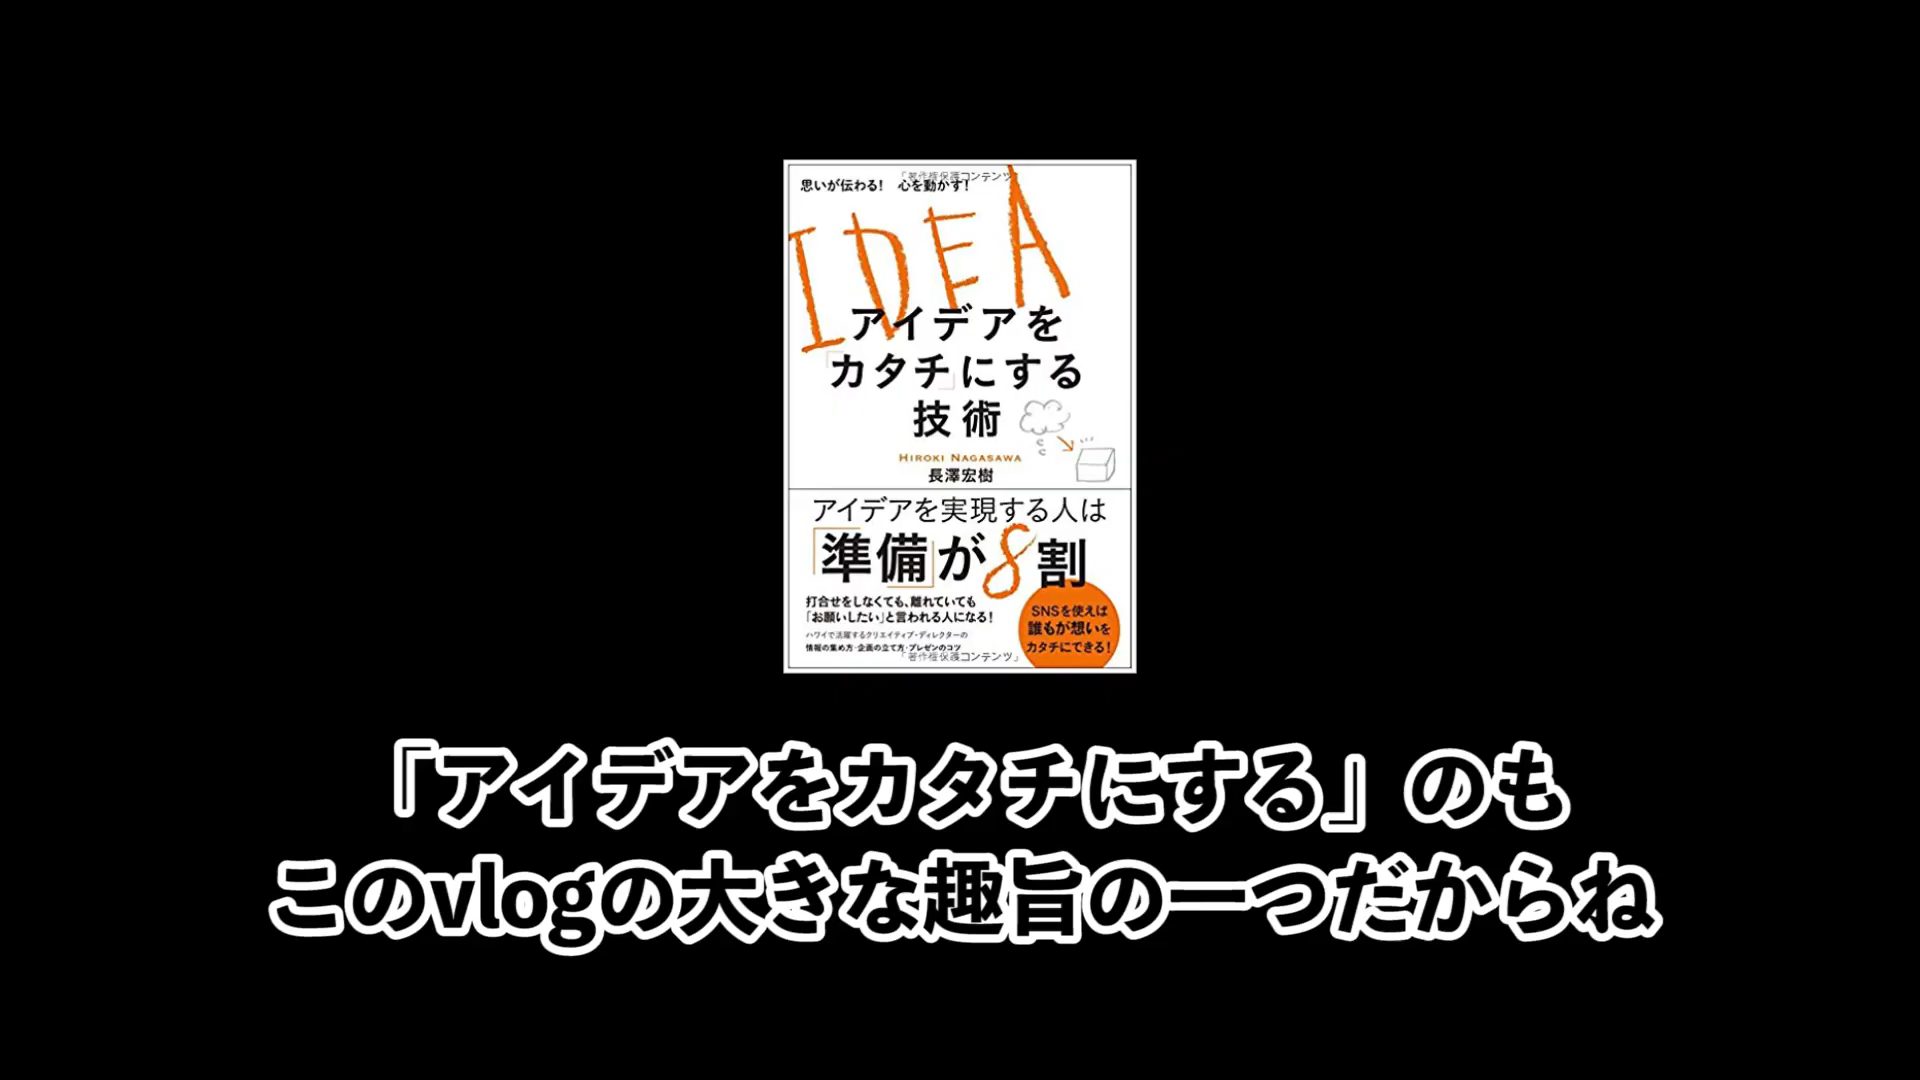 「著作権保護コンテンツ」
思いが伝わる! 心を動かす!
IDEA
アイデアを
「カタチ」にする
技術
HIROKI NAGASAWA
長澤宏樹
アイデアを実現する人は
「準備」が8割
打合せをしなくても、離れていても
「お願いしたい」と言われる人になる!
ハワイで活躍するクリエイティブ・ディレクターの
情報の集め方・企画の立て方・プレゼンのコツ
「著作権保護コンテンツ」
SNSを使えば
誰もが想いを
カタチにできる!
『アイデアをカタチにする』のも
このvlogの大きな趣旨の一つだからね